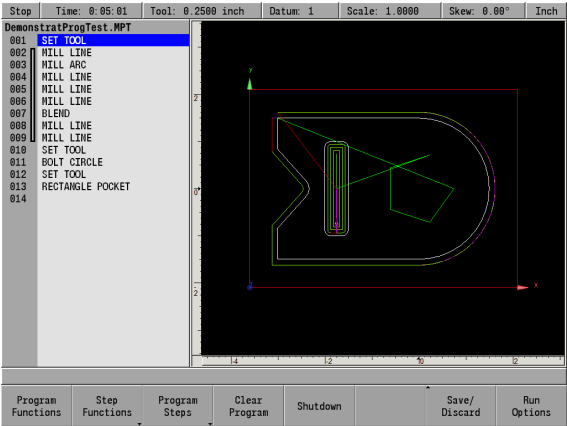 Stop Time: 0:05:01 Tool: 0.2500 inch Datum: 1 Scale: 1.0000 Skew: 0.00° Inch
DemonstratProgTest.MPT
001 SET TOOL
002 MILL LINE
003 MILL ARC
004 MILL LINE
005 MILL LINE
006 MILL LINE
007 BLEND
008 MILL LINE
009 MILL LINE
010 SET TOOL
011 BOLT CIRCLE
012 SET TOOL
013 RECTANGLE POCKET
014
Y
2
0
2
X
-4 -2 0 2
Program Functions
Step Functions
Program Steps
Clear Program
Shutdown
Save/ Discard
Run Options